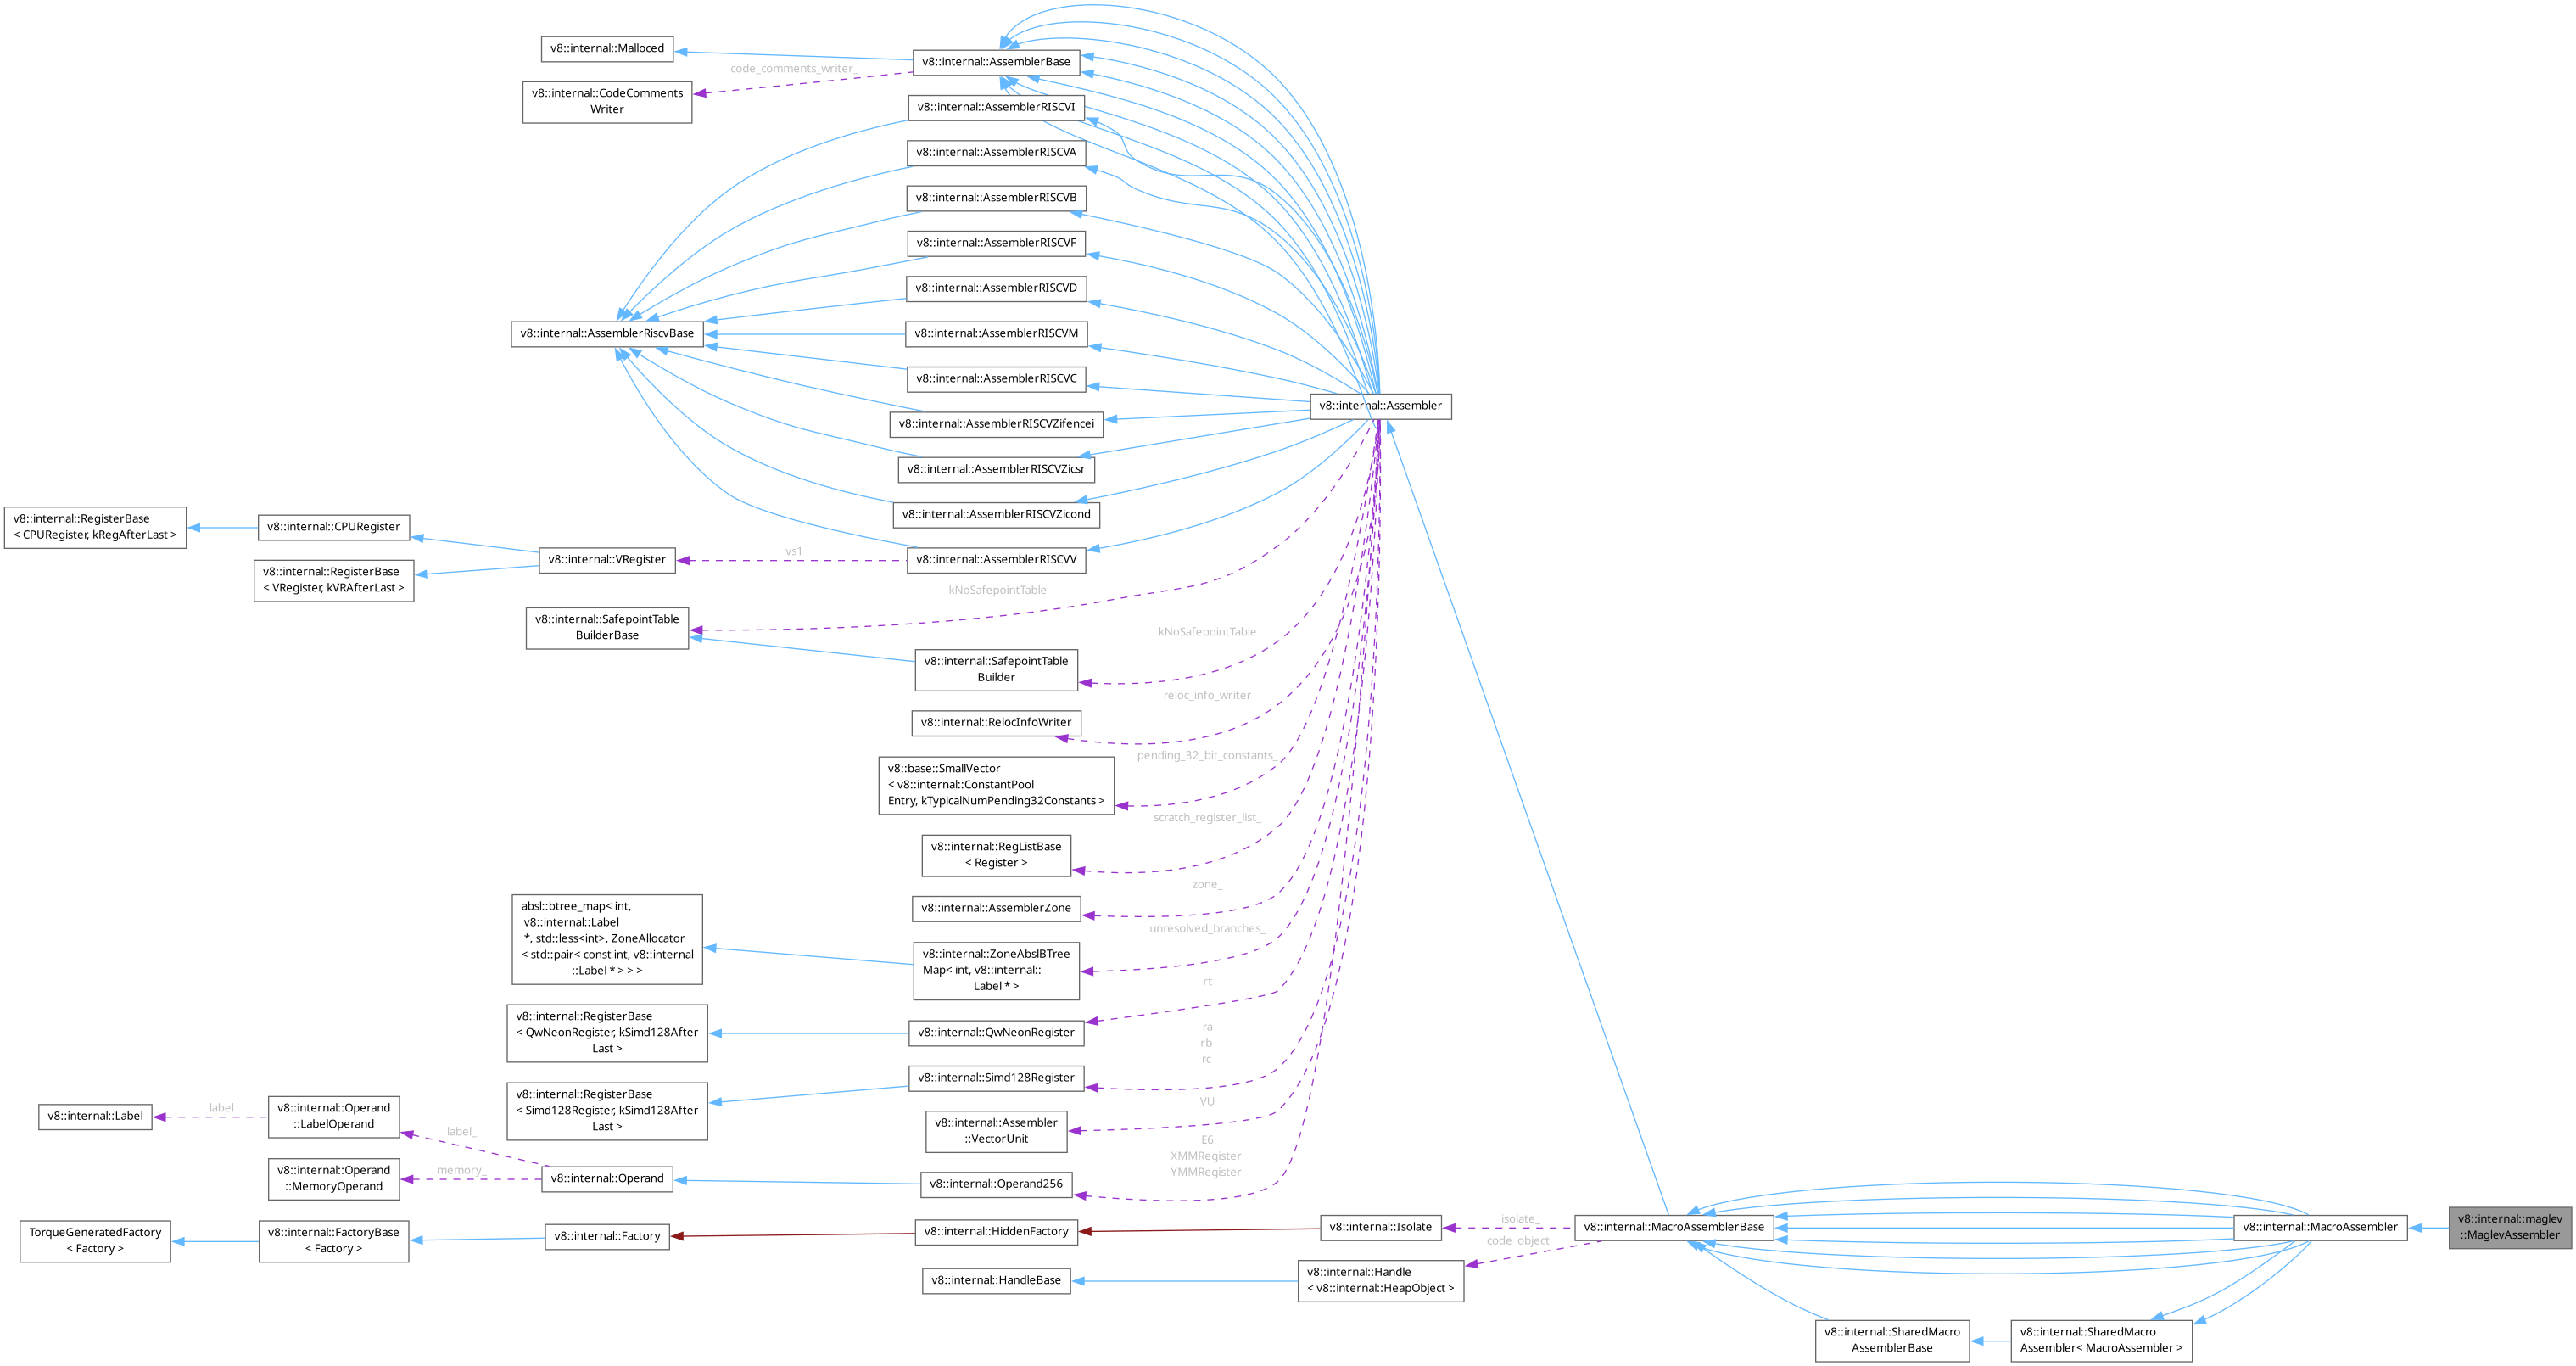 v8::internal::Malloced
v8::internal::CodeComments
Writer
code_comments_writer_
v8::internal::AssemblerBase
v8::internal::AssemblerRISCVI
v8::internal::AssemblerRISCVA
v8::internal::AssemblerRISCVB
v8::internal::AssemblerRISCVF
v8::internal::AssemblerRISCVD
v8::internal::AssemblerRiscvBase
v8::internal::AssemblerRISCVM
v8::internal::AssemblerRISCVC
v8::internal::Assembler
v8::internal::AssemblerRISCVZifencei
v8::internal::AssemblerRISCVZicsr
v8::internal::AssemblerRISCVZicond
v8::internal::RegisterBase
< CPURegister, kRegAfterLast >
v8::internal::CPURegister
v8::internal::RegisterBase
< VRegister, kVRAfterLast >
v8::internal::VRegister
vs1
v8::internal::AssemblerRISCVV
kNoSafepointTable
v8::internal::SafepointTable
BuilderBase
v8::internal::SafepointTable
Builder
kNoSafepointTable
v8::internal::RelocInfoWriter
reloc_info_writer
v8::base::SmallVector
< v8::internal::ConstantPool
Entry, kTypicalNumPending32Constants >
pending_32_bit_constants_
v8::internal::RegListBase
< Register >
scratch_register_list_
v8::internal::AssemblerZone
zone_
absl::btree_map< int,
v8::internal::Label
*, std::less<int>, ZoneAllocator
< std::pair< const int, v8::internal
::Label * > > >
v8::internal::ZoneAbslBTree
Map< int, v8::internal::
Label * >
unresolved_branches_
v8::internal::RegisterBase
< QwNeonRegister, kSimd128After
Last >
v8::internal::QwNeonRegister
rt
v8::internal::RegisterBase
< Simd128Register, kSimd128After
Last >
v8::internal::Simd128Register
ra
rb
rc
v8::internal::Assembler
::VectorUnit
VU
v8::internal::Label
label
v8::internal::Operand
::LabelOperand
label_
v8::internal::Operand
::MemoryOperand
memory_
v8::internal::Operand
v8::internal::Operand256
E6
XMMRegister
YMMRegister
TorqueGeneratedFactory
< Factory >
v8::internal::FactoryBase
< Factory >
v8::internal::Factory
v8::internal::HiddenFactory
v8::internal::Isolate
isolate_
code_object_
v8::internal::HandleBase
v8::internal::Handle
< v8::internal::HeapObject >
v8::internal::MacroAssemblerBase
v8::internal::MacroAssembler
v8::internal::maglev
::MaglevAssembler
v8::internal::SharedMacro
AssemblerBase
v8::internal::SharedMacro
Assembler< MacroAssembler >